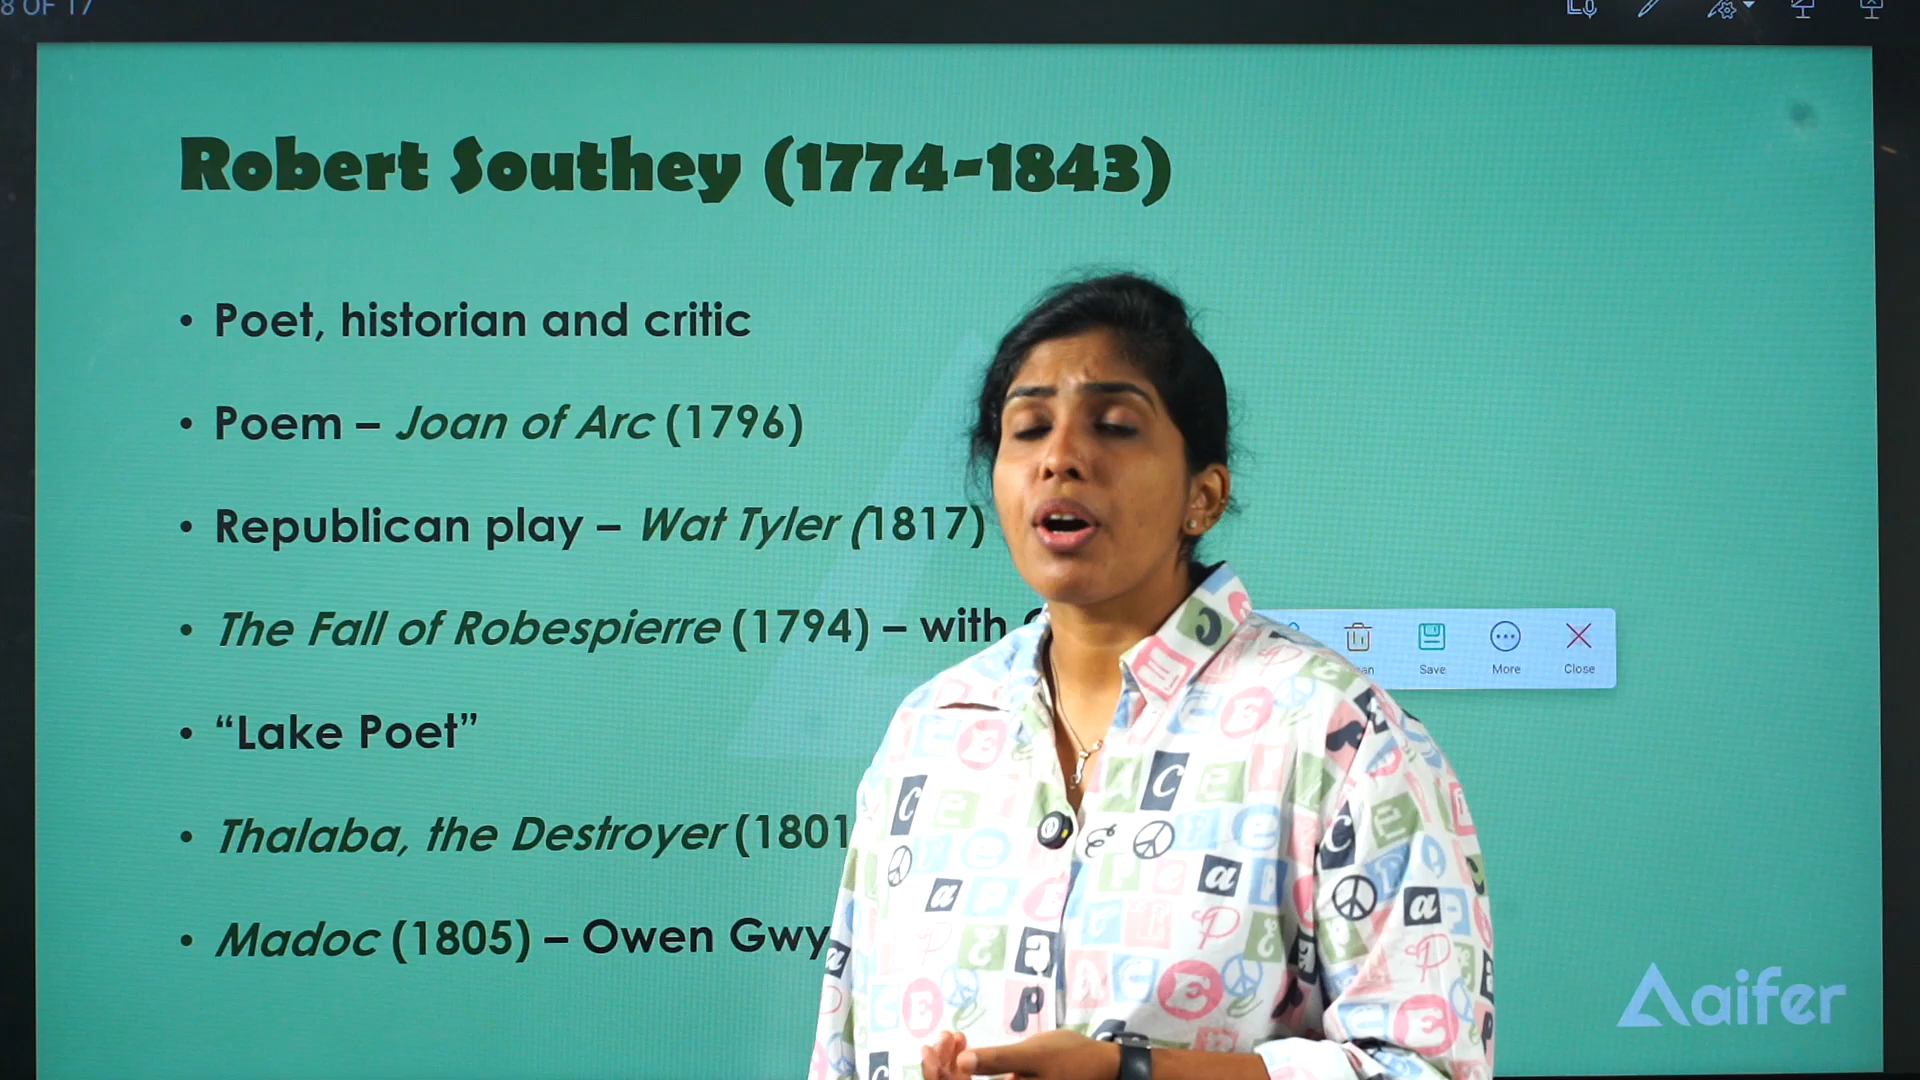 8 OF 17
Robert Southey (1774-1843)
• Poet, historian and critic
• Poem – Joan of Arc (1796)
• Republican play – Wat Tyler (1817)
• The Fall of Robespierre (1794) – with
Save
More
Close
• “Lake Poet”
• Thalaba, the Destroyer (1801
• Madoc (1805) – Owen
aifer